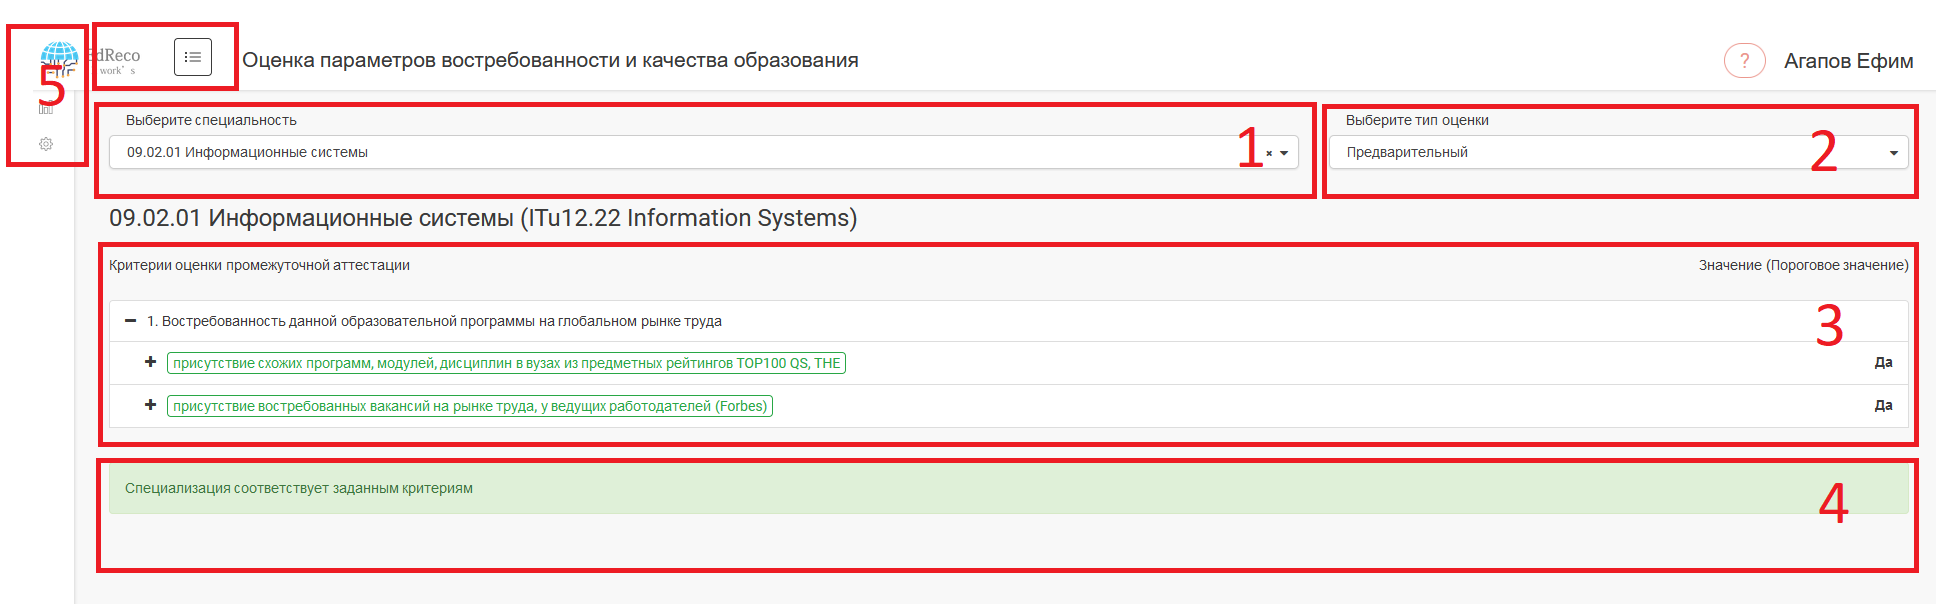 EdReco
work's
Оценка параметров востребованности и качества образования
?
Агапов Ефим
5
Выберите специальность
09.02.01 Информационные системы
1
Выберите тип оценки
Предварительный
2
09.02.01 Информационные системы (ITu12.22 Information Systems)
Критерии оценки промежуточной аттестации
Значение (Пороговое значение)
1. Востребованность данной образовательной программы на глобальном рынке труда
3
присутствие схожих программ, модулей, дисциплин в вузах из предметных рейтингов TOP100 QS, THE
Да
присутствие востребованных вакансий на рынке труда, у ведущих работодателей (Forbes)
Да
Специализация соответствует заданным критериям
4